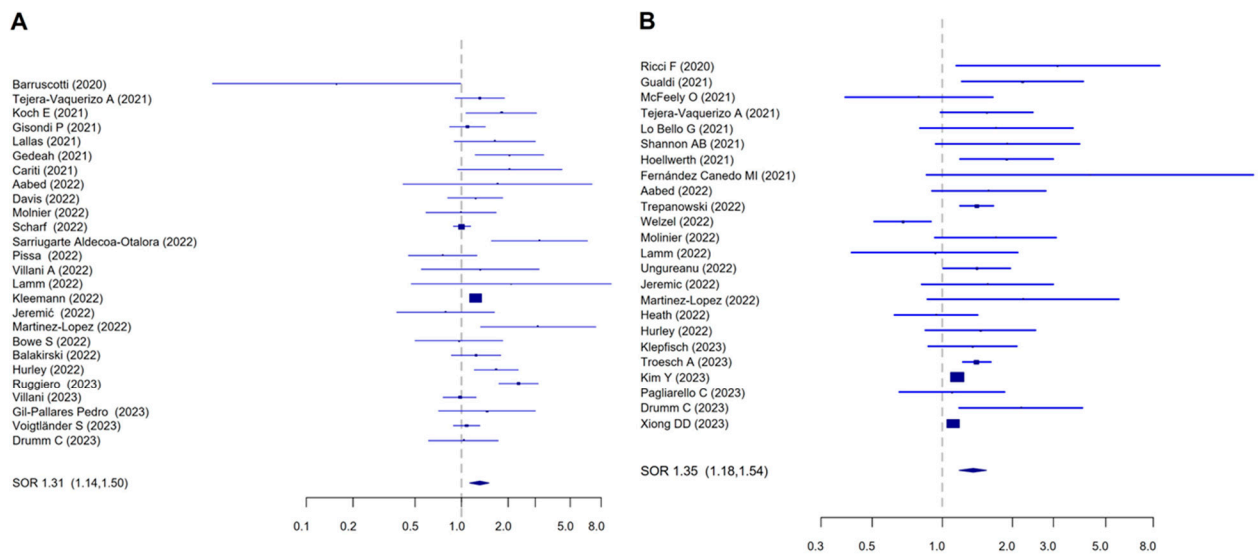 A
Barruscotti (2020)
Tejera-Vaquerizo A (2021)
Koch E (2021)
Gisondi P (2021)
Lallas (2021)
Gedeah (2021)
Cariti (2021)
Aabed (2022)
Davis (2022)
Molnier (2022)
Scharf (2022)
Sarriugarte Aldecoa-Otalora (2022)
Pissa (2022)
Villani A (2022)
Lamm (2022)
Kleemann (2022)
Jeremić (2022)
Martinez-Lopez (2022)
Bowe S (2022)
Balakirski (2022)
Hurley (2022)
Ruggiero (2023)
Villani (2023)
Gil-Pallares Pedro (2023)
Voigtländer S (2023)
Drumm C (2023)
SOR 1.31 (1.14,1.50)
0.1 0.2 0.5 1.0 2.0 5.0 8.0
B
Ricci F (2020)
Gualdi (2021)
McFeely O (2021)
Tejera-Vaquerizo A (2021)
Lo Bello G (2021)
Shannon AB (2021)
Hoellwerth (2021)
Fernández Canedo MI (2021)
Aabed (2022)
Trepanowski (2022)
Welzel (2022)
Molinier (2022)
Lamm (2022)
Ungureanu (2022)
Jeremic (2022)
Martinez-Lopez (2022)
Heath (2022)
Hurley (2022)
Klepfisch (2022)
Troesch A (2023)
Kim Y (2023)
Pagliarello C (2023)
Drumm C (2023)
Xiong DD (2023)
SOR 1.35 (1.18,1.54)
0.3 0.5 1.0 2.0 3.0 5.0 8.0